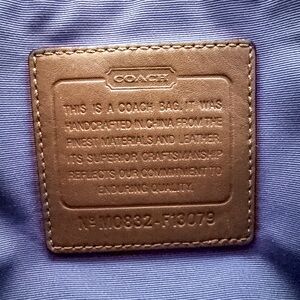 COACH
THIS IS A COACH BAG. IT WAS
HANDCRAFTED IN CHINA FROM THE
FINEST MATERIALS AND LEATHER.
ITS SUPERIOR CRAFTSMANSHIP
REFLECTS OUR COMMITMENT TO
ENDURING QUALITY.
Nº M0832-F13079